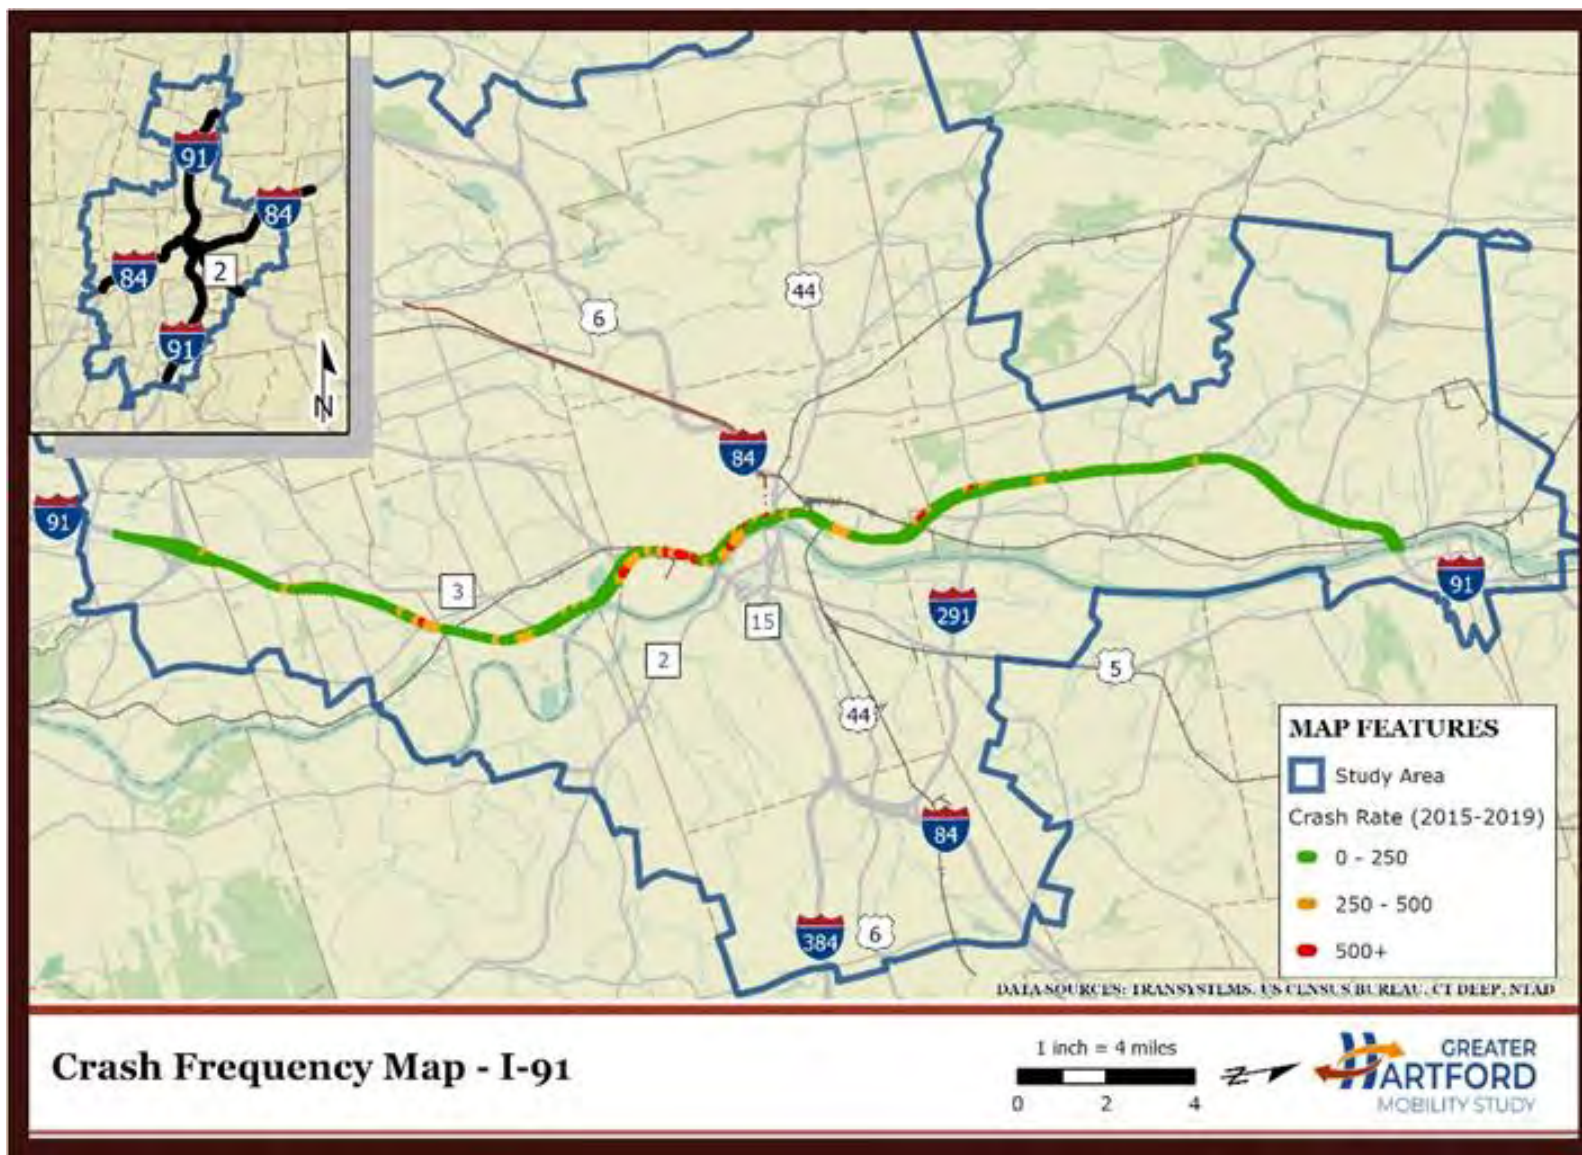 91
84
84
2
91
N
6
44
84
91
3
2
15
291
44
5
91
84
384
6
MAP FEATURES
Study Area
Crash Rate (2015-2019)
0 - 250
250 - 500
500+
DATA SOURCES: TRANSYSTEMS, US CENSUS BUREAU, CT DEEP, NTAD
Crash Frequency Map - I-91
1 inch = 4 miles
0 2 4
N
GREATER
HARTFORD
MOBILITY STUDY